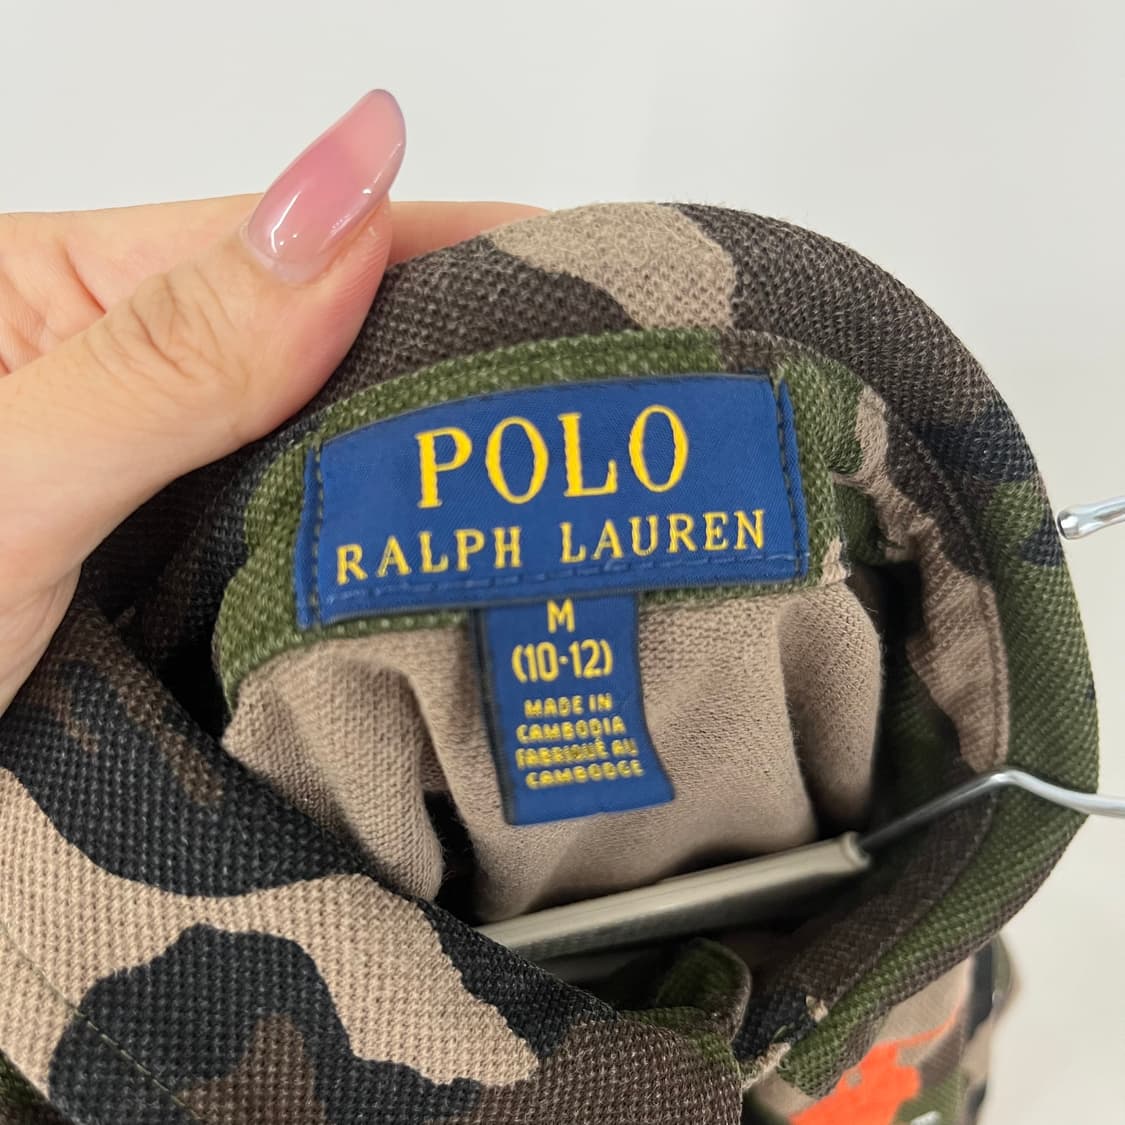 POLO
RALPH LAUREN
M
(10-12)
MADE IN
CAMBODIA
FABRIQUÉ AU
CAMBODGE